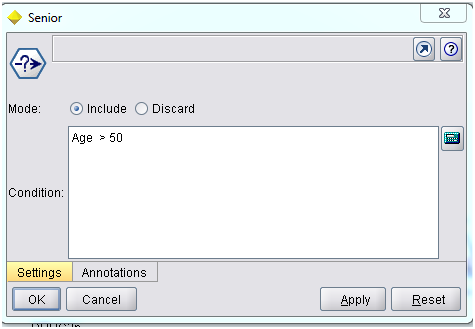 Senior
Mode: Include Discard
Age > 50
Condition:
Settings Annotations
OK Cancel Apply Reset